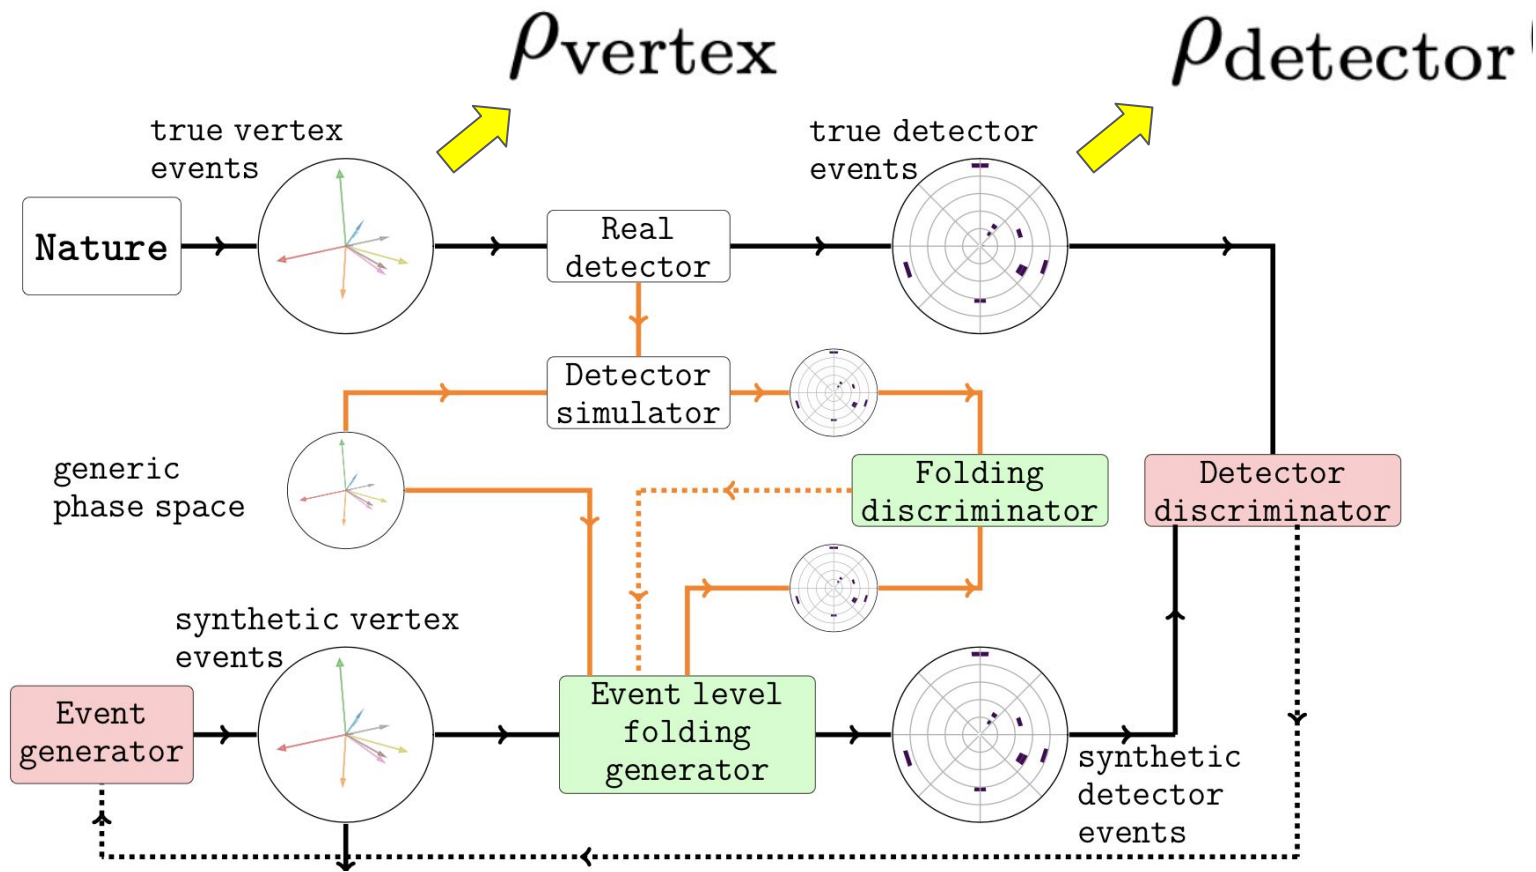 ρvertex
ρdetector
true vertex
events
true detector
events
Nature
Real
detector
Detector
simulator
generic
phase space
Folding
discriminator
Detector
discriminator
synthetic vertex
events
Event
generator
Event level
folding
generator
synthetic
detector
events